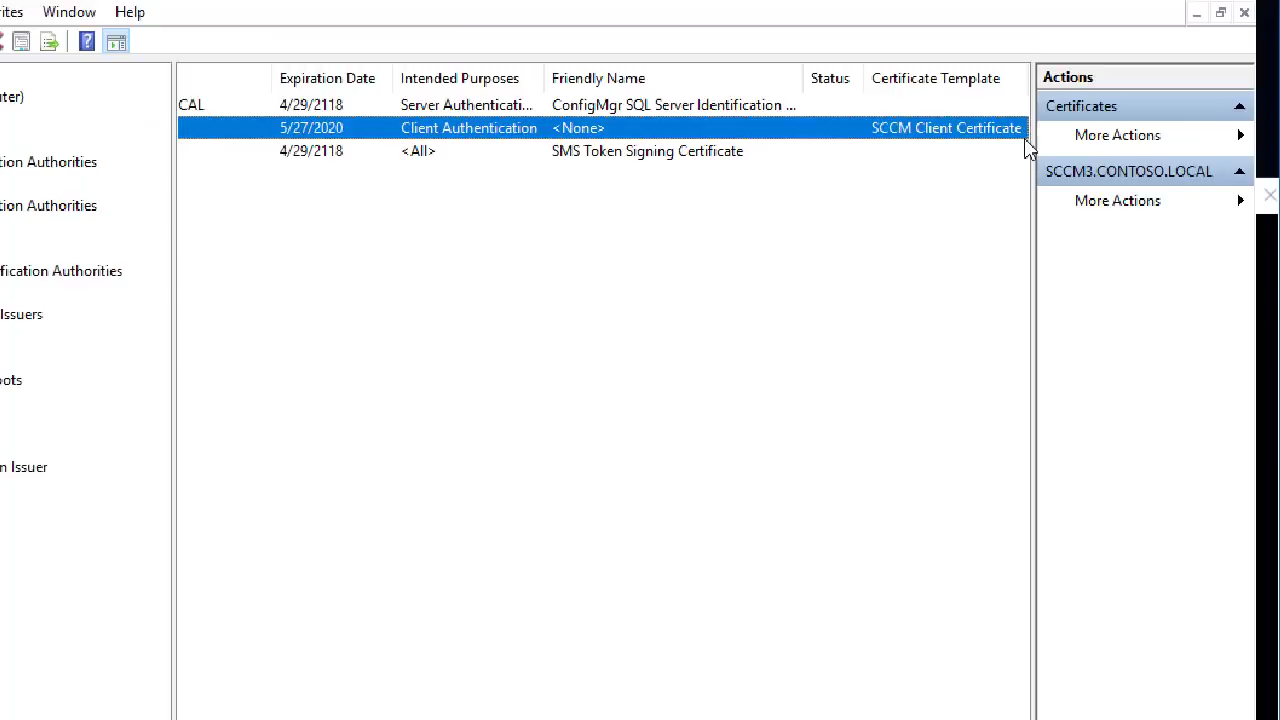 rites Window Help
Expiration Date Intended Purposes Friendly Name Status Certificate Template
CAL 4/29/2118 Server Authenticati... ConfigMgr SQL Server Identification ...
5/27/2020 Client Authentication <None> SCCM Client Certificate
4/29/2118 <All> SMS Token Signing Certificate
uter)
tion Authorities
tion Authorities
fication Authorities
Issuers
ots
n Issuer
Actions
Certificates
More Actions
SCCM3.CONTOSO.LOCAL
More Actions